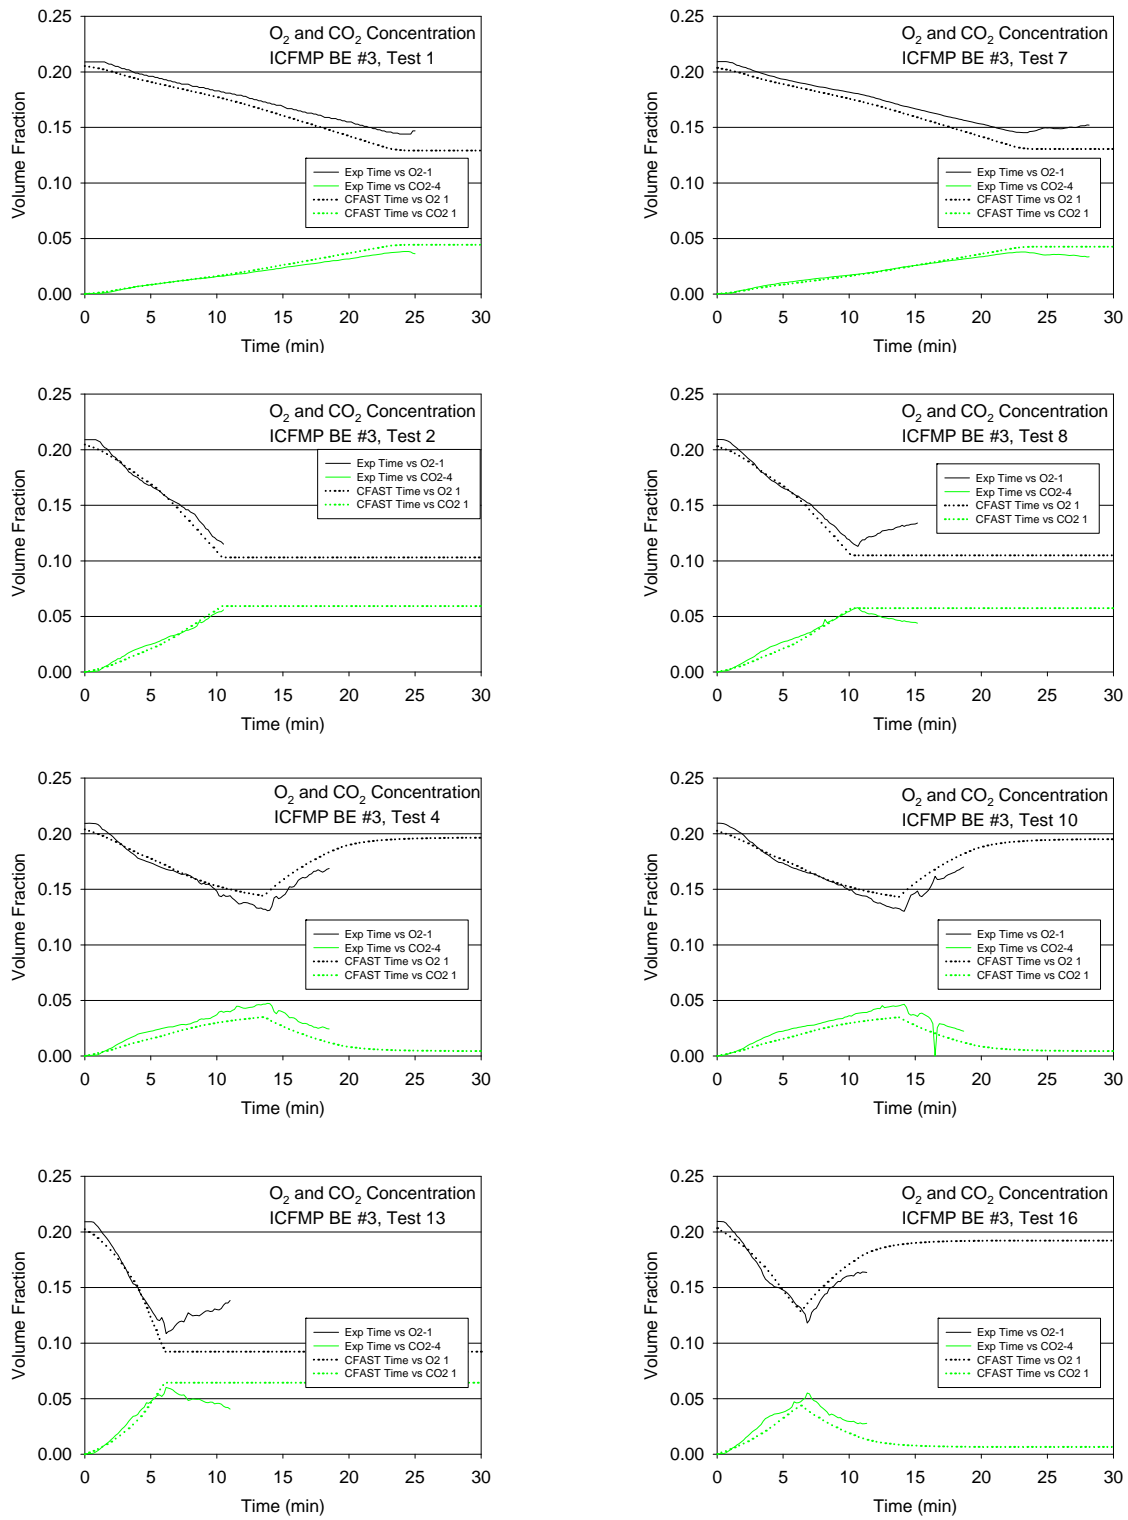 O2 and CO2 Concentration
ICFMP BE #3, Test 1
Volume Fraction
0.25
0.20
0.15
0.10
0.05
0.00
Exp Time vs O2-1
Exp Time vs CO2-4
CFAST Time vs O2 1
CFAST Time vs CO2 1
0 5 10 15 20 25 30
Time (min)
O2 and CO2 Concentration
ICFMP BE #3, Test 7
Volume Fraction
0.25
0.20
0.15
0.10
0.05
0.00
Exp Time vs O2-1
Exp Time vs CO2-4
CFAST Time vs O2 1
CFAST Time vs CO2 1
0 5 10 15 20 25 30
Time (min)
O2 and CO2 Concentration
ICFMP BE #3, Test 2
Volume Fraction
0.25
0.20
0.15
0.10
0.05
0.00
Exp Time vs O2-1
Exp Time vs CO2-4
CFAST Time vs O2 1
CFAST Time vs CO2 1
0 5 10 15 20 25 30
Time (min)
O2 and CO2 Concentration
ICFMP BE #3, Test 8
Volume Fraction
0.25
0.20
0.15
0.10
0.05
0.00
Exp Time vs O2-1
Exp Time vs CO2-4
CFAST Time vs O2 1
CFAST Time vs CO2 1
0 5 10 15 20 25 30
Time (min)
O2 and CO2 Concentration
ICFMP BE #3, Test 4
Volume Fraction
0.25
0.20
0.15
0.10
0.05
0.00
Exp Time vs O2-1
Exp Time vs CO2-4
CFAST Time vs O2 1
CFAST Time vs CO2 1
0 5 10 15 20 25 30
Time (min)
O2 and CO2 Concentration
ICFMP BE #3, Test 10
Volume Fraction
0.25
0.20
0.15
0.10
0.05
0.00
Exp Time vs O2-1
Exp Time vs CO2-4
CFAST Time vs O2 1
CFAST Time vs CO2 1
0 5 10 15 20 25 30
Time (min)
O2 and CO2 Concentration
ICFMP BE #3, Test 13
Volume Fraction
0.25
0.20
0.15
0.10
0.05
0.00
Exp Time vs O2-1
Exp Time vs CO2-4
CFAST Time vs O2 1
CFAST Time vs CO2 1
0 5 10 15 20 25 30
Time (min)
O2 and CO2 Concentration
ICFMP BE #3, Test 16
Volume Fraction
0.25
0.20
0.15
0.10
0.05
0.00
Exp Time vs O2-1
Exp Time vs CO2-4
CFAST Time vs O2 1
CFAST Time vs CO2 1
0 5 10 15 20 25 30
Time (min)